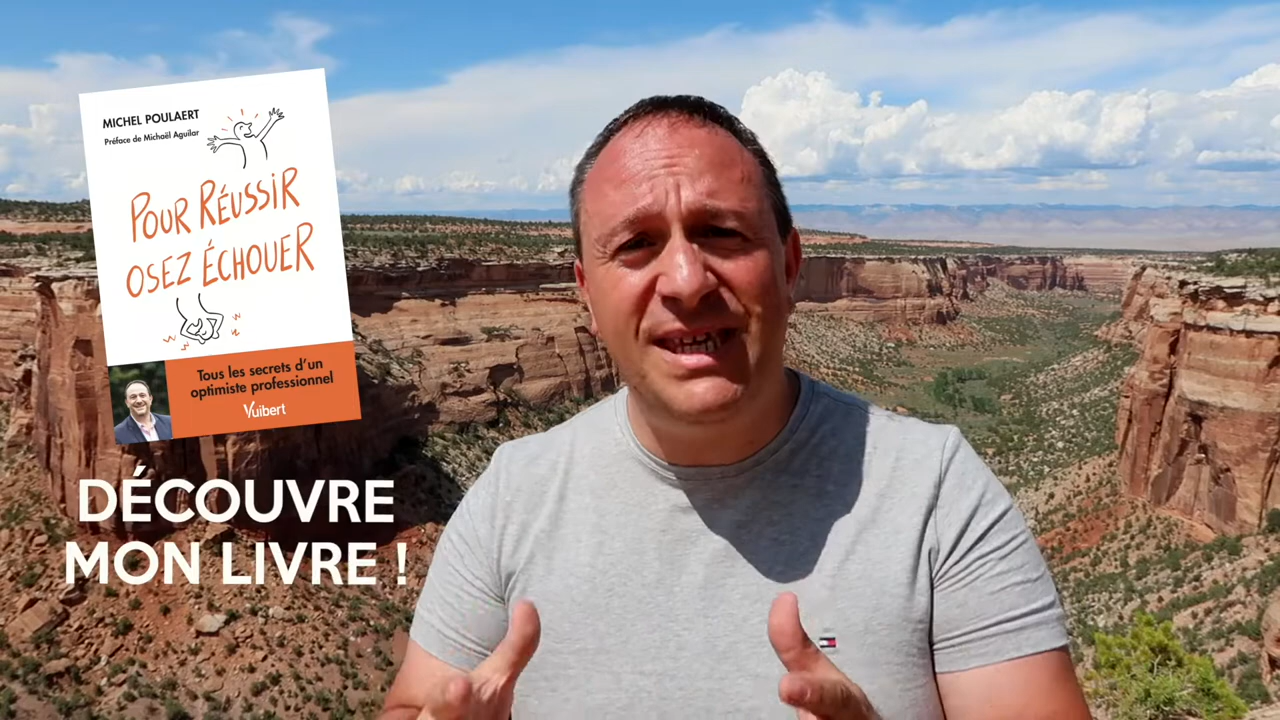 MICHEL POULAERT
Préface de Michaël Aguilar
POUR RÉUSSIR
OSEZ ÉCHOUER
Tous les secrets d'un
optimiste professionnel
Vuibert
DÉCOUVRE
MON LIVRE !